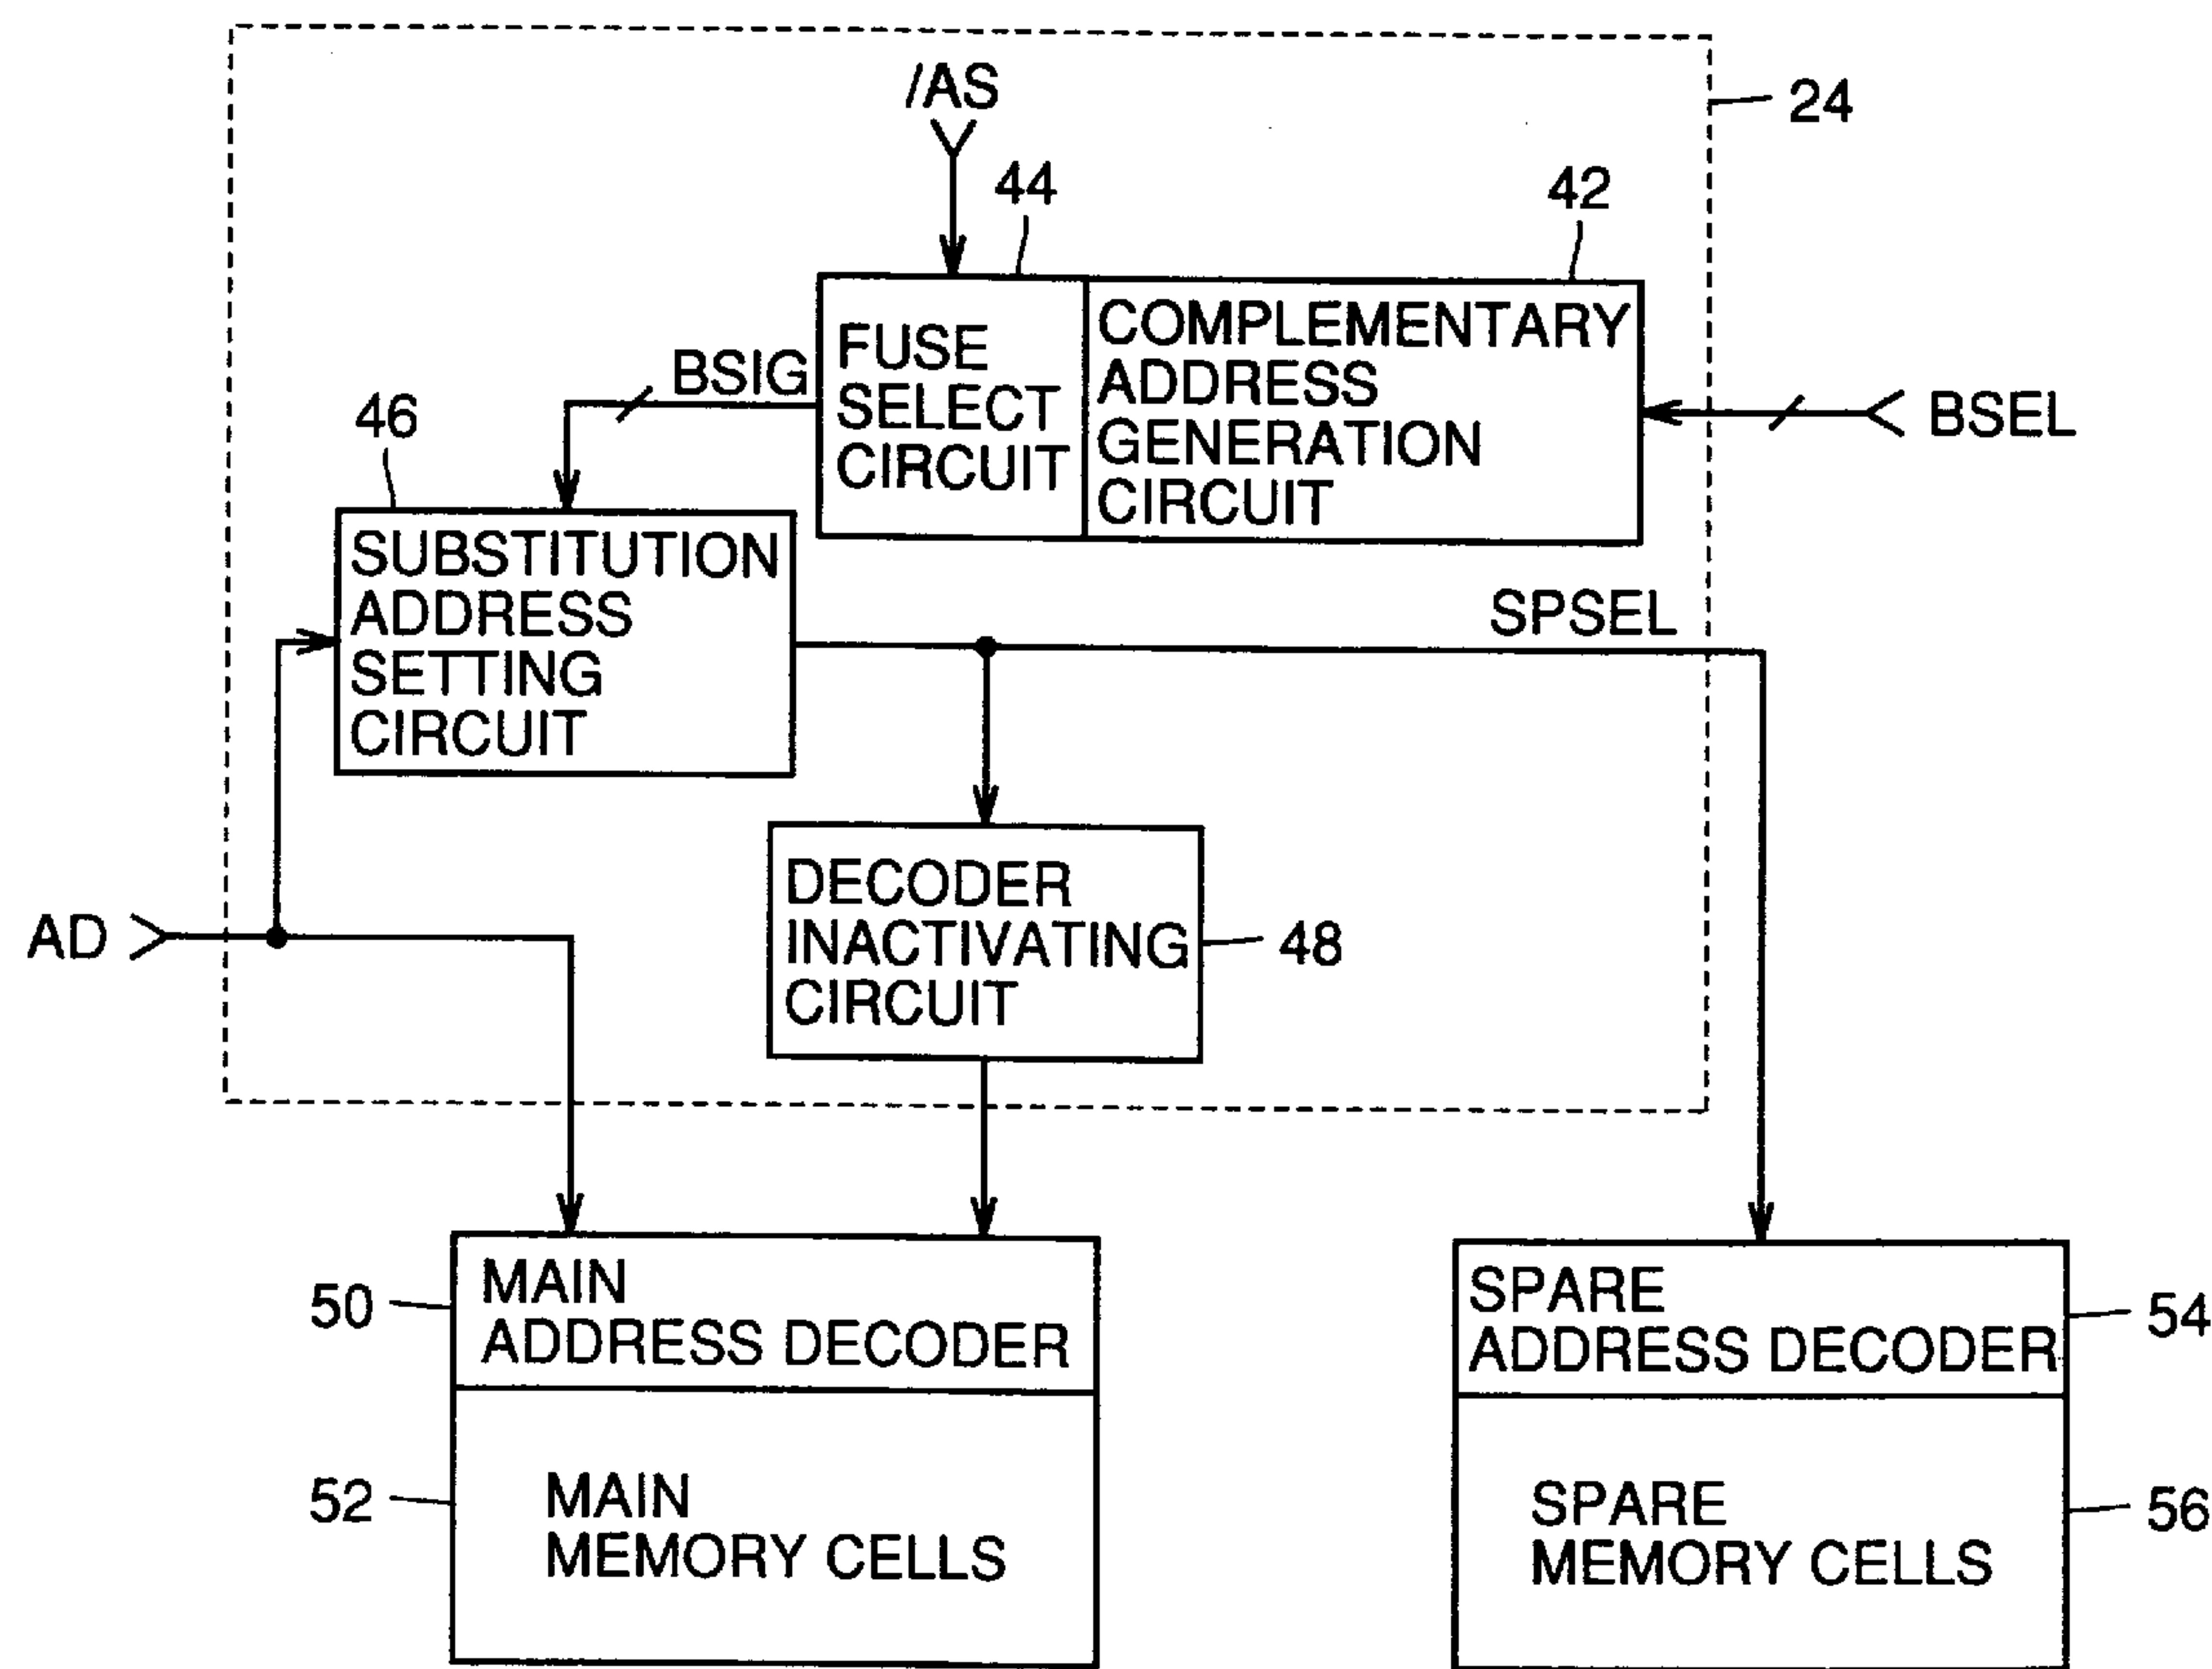 /AS
24
44
42
FUSE
SELECT
CIRCUIT
COMPLEMENTARY
ADDRESS
GENERATION
CIRCUIT
BSIG
BSEL
46
SUBSTITUTION
ADDRESS
SETTING
CIRCUIT
SPSEL
DECODER
INACTIVATING
CIRCUIT
48
AD
50
MAIN
ADDRESS DECODER
SPARE
ADDRESS DECODER
54
52
MAIN
MEMORY CELLS
SPARE
MEMORY CELLS
56